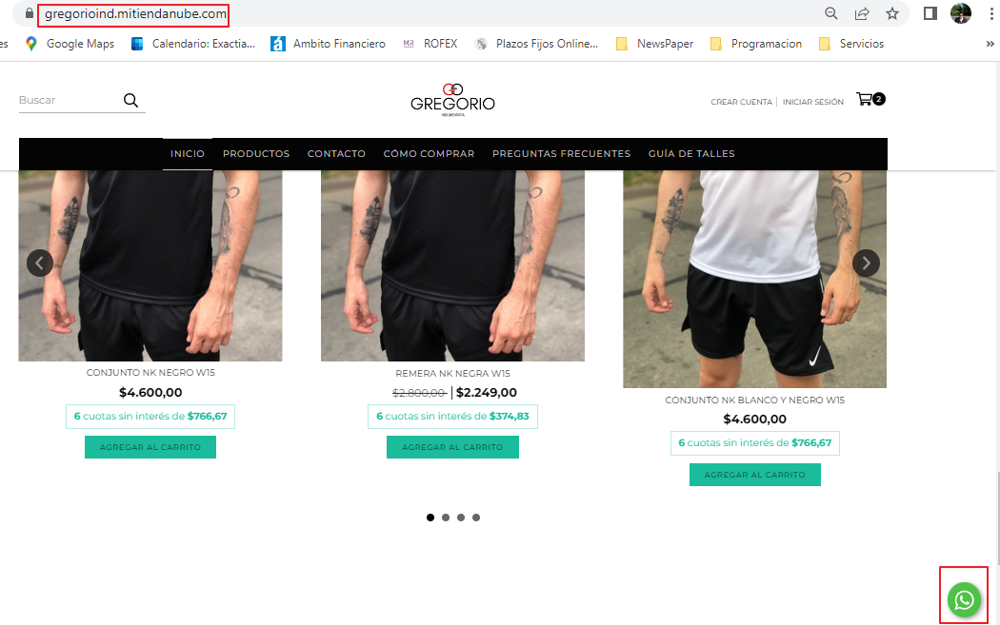 gregorioind.mitiendanube.com
es Google Maps Calendario: Exactia... Ambito Financiero ROFEX Plazos Fijos Online... NewsPaper Programacion Servicios »
Buscar
GREGORIO
INDUMENTARIA
CREAR CUENTA | INICIAR SESIÓN 2
INICIO PRODUCTOS CONTACTO CÓMO COMPRAR PREGUNTAS FRECUENTES GUÍA DE TALLES
CONJUNTO NK NEGRO W15
$4.600,00
6 cuotas sin interés de $766,67
AGREGAR AL CARRITO
REMERA NK NEGRA W15
$2.800,00 | $2.249,00
6 cuotas sin interés de $374,83
AGREGAR AL CARRITO
CONJUNTO NK BLANCO Y NEGRO W15
$4.600,00
6 cuotas sin interés de $766,67
AGREGAR AL CARRITO